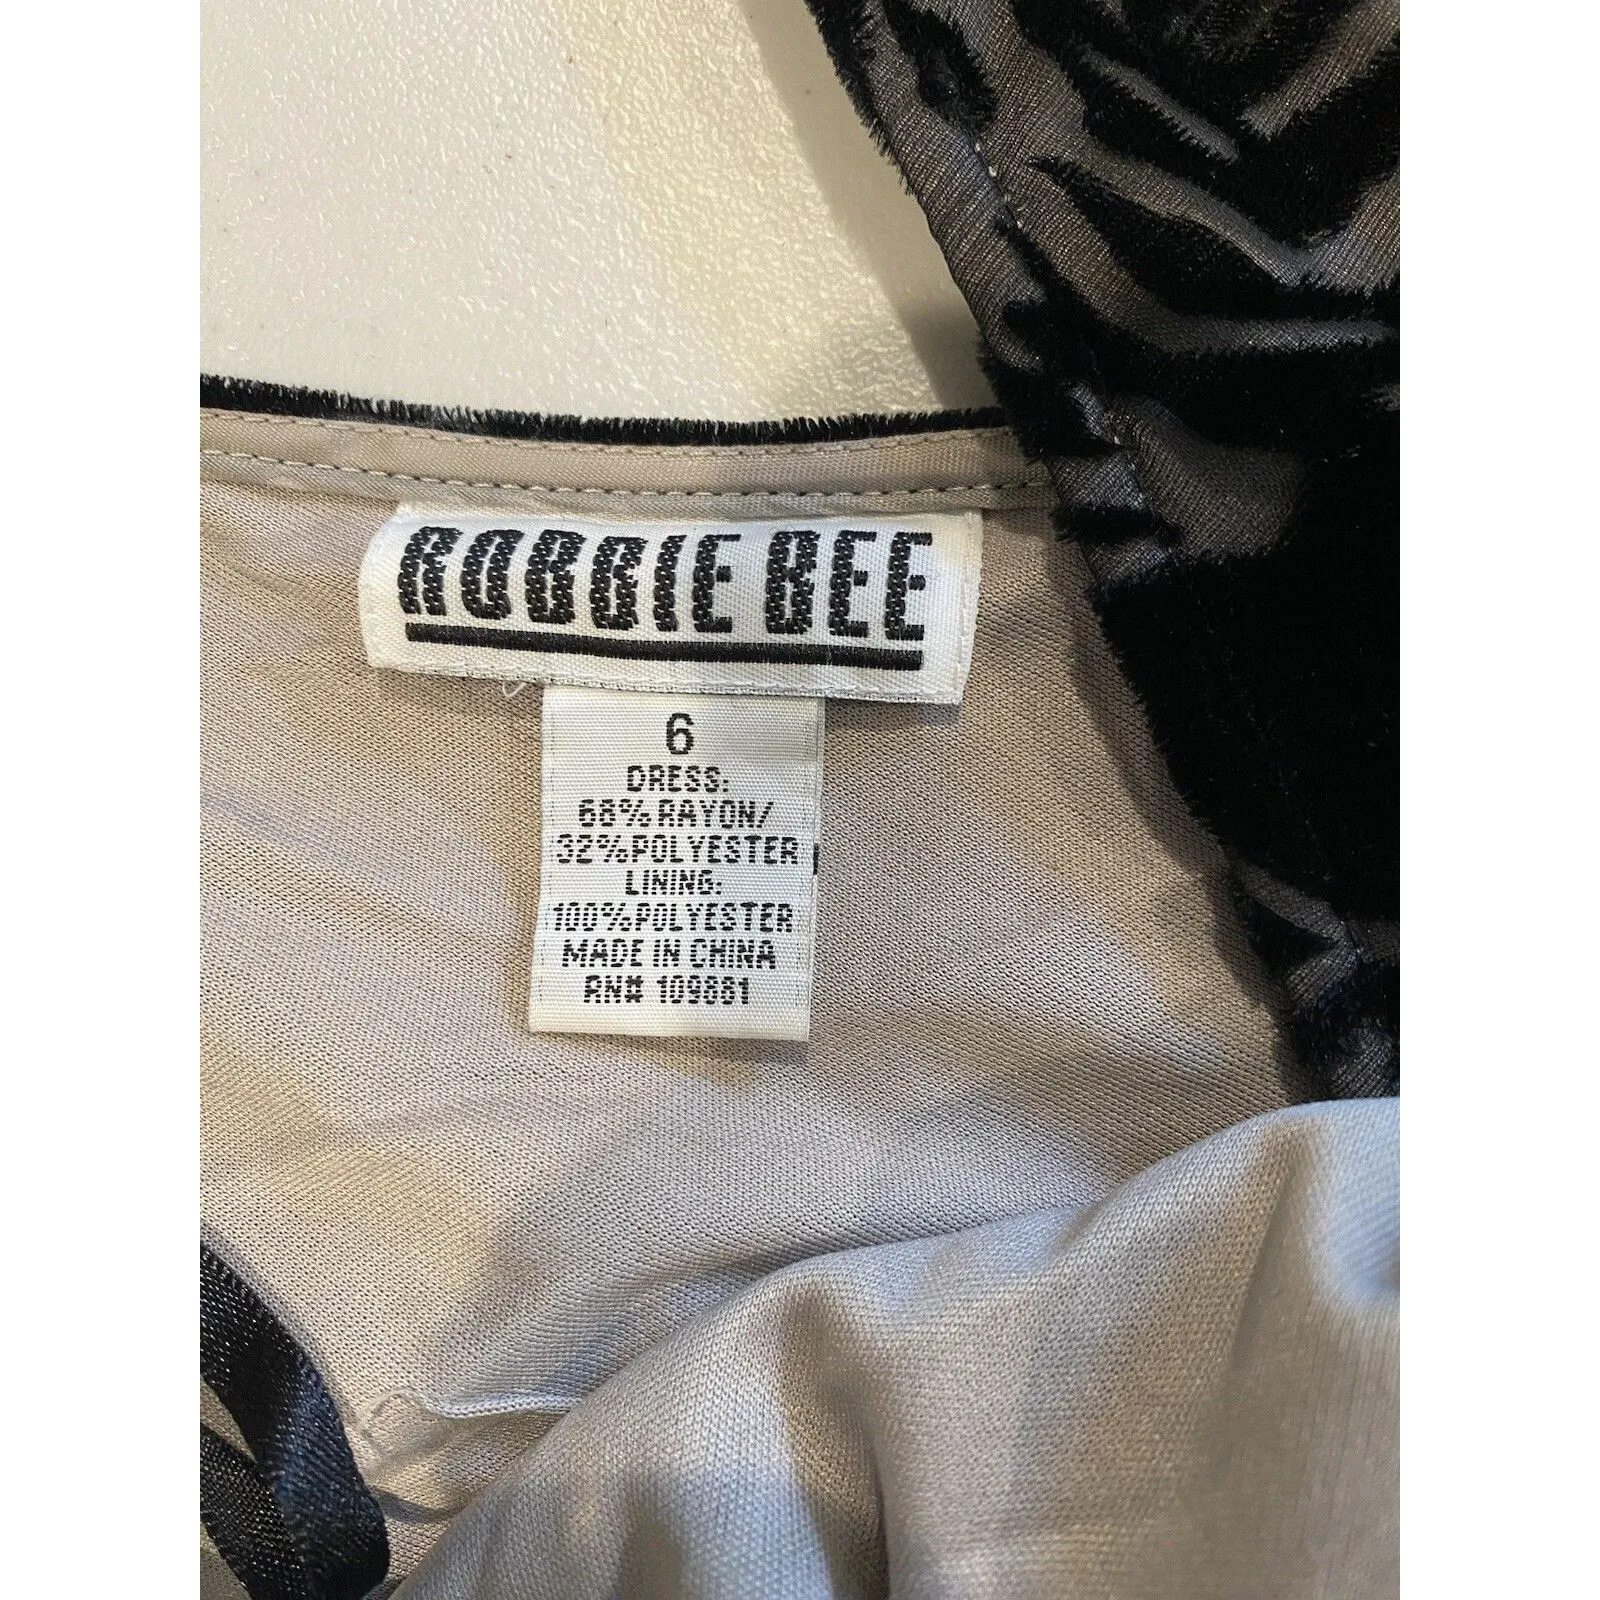 ROBBIE BEE
6
DRESS:
68% RAYON/
32% POLYESTER
LINING:
100% POLYESTER
MADE IN CHINA
RN# 109881